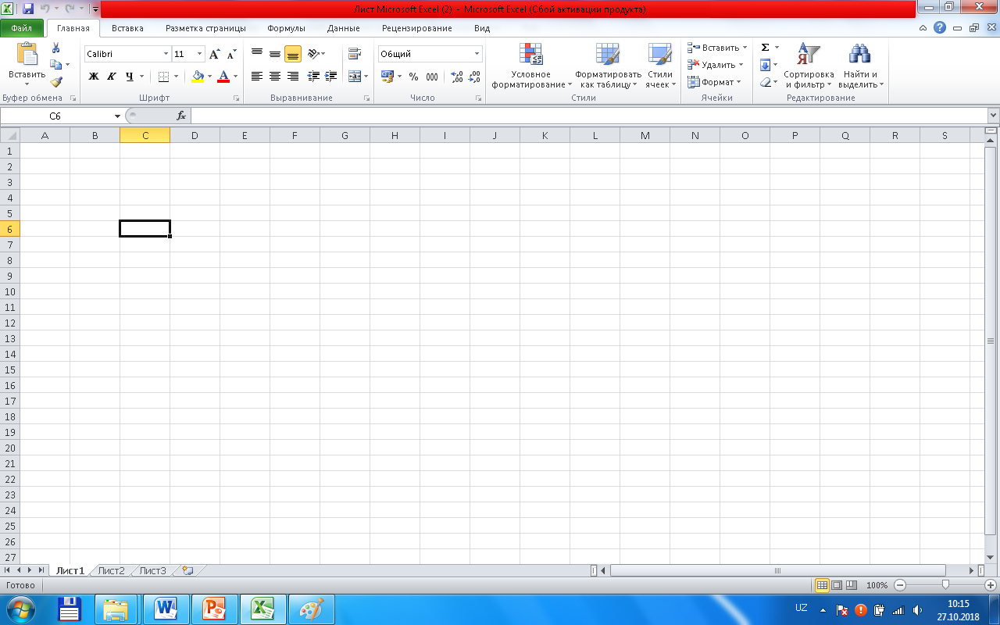 Лист Microsoft Excel (2) - Microsoft Excel (Сбой активации продукта)
Файл Главная Вставка Разметка страницы Формулы Данные Рецензирование Вид
Вставить
Буфер обмена
Calibri 11
Ж К Ч
Шрифт
Выравнивание
Общий
% 000
Число
Условное форматирование
Форматировать как таблицу
Стили ячеек
Стили
Вставить
Удалить
Формат
Ячейки
Σ
Сортировка и фильтр
Найти и выделить
Редактирование
C6 fx
A B C D E F G H I J K L M N O P Q R S
1
2
3
4
5
6
7
8
9
10
11
12
13
14
15
16
17
18
19
20
21
22
23
24
25
26
27
Лист1 Лист2 Лист3
Готово 100%
UZ 10:15
27.10.2018